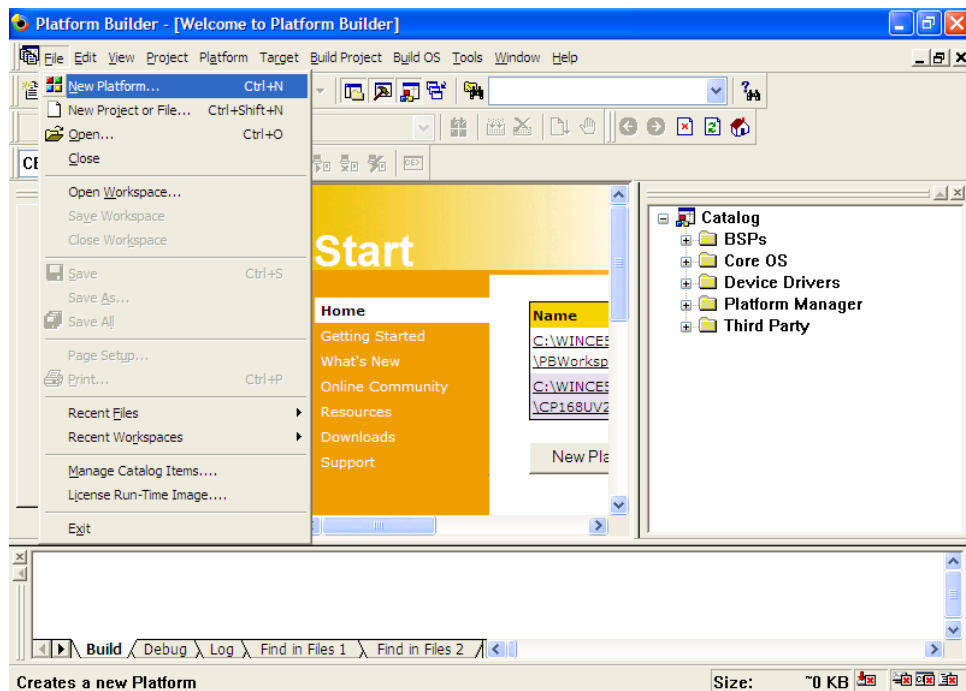 Platform Builder - [Welcome to Platform Builder]
File Edit View Project Platform Target Build Project Build OS Tools Window Help
New Platform... Ctrl+N
New Project or File... Ctrl+Shift+N
Open... Ctrl+O
Close
Open Workspace...
Save Workspace
Close Workspace
Save Ctrl+S
Save As...
Save All
Page Setup...
Print... Ctrl+P
Recent Files
Recent Workspaces
Manage Catalog Items....
License Run-Time Image....
Exit
CE
Start
Home
Getting Started
What's New
Online Community
Resources
Downloads
Support
Name
C:\WINCE5
\PBWorksp
C:\WINCE5
\CP168UV2
New Pla
Catalog
BSPs
Core OS
Device Drivers
Platform Manager
Third Party
Build Debug Log Find in Files 1 Find in Files 2
Creates a new Platform
Size: ~0 KB